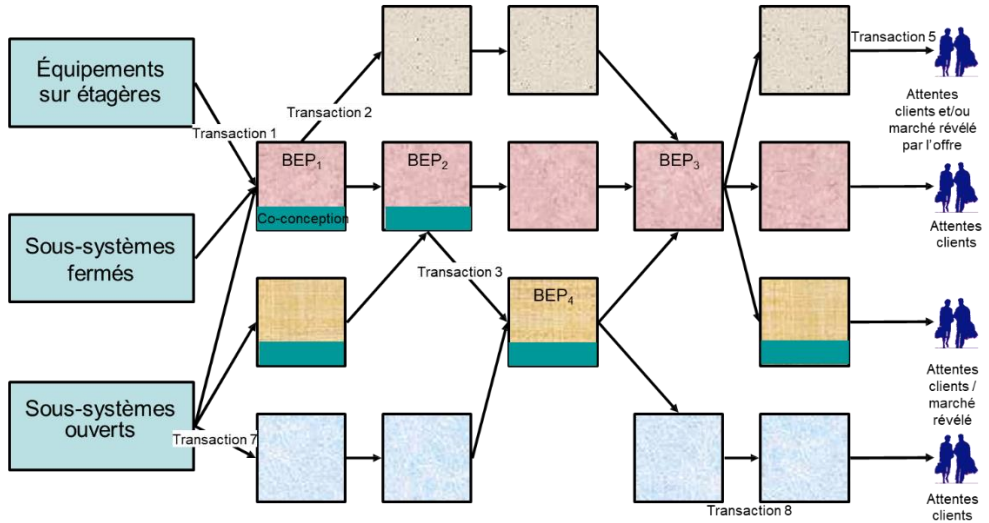 Équipements
sur étagères
Sous-systèmes
fermés
Sous-systèmes
ouverts
Transaction 1
Transaction 2
Transaction 5
BEP₁
BEP₂
BEP₃
Co-conception
Transaction 3
BEP₄
Transaction 7
Transaction 8
Attentes
clients et/ou
marché révélé
par l'offre
Attentes
clients
Attentes
clients /
marché
révélé
Attentes
clients